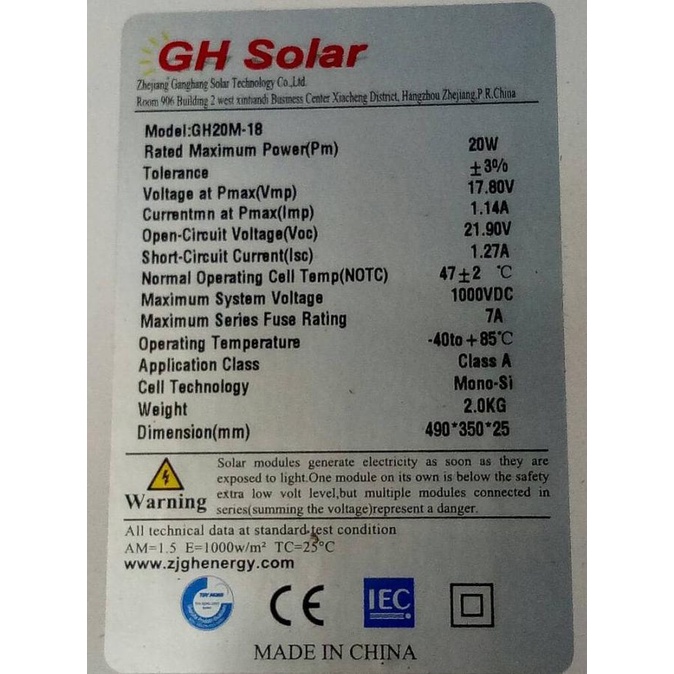 GH Solar
Zhejiang Ganghang Solar Technology Co.,Ltd.
Room 906 Building 2 west xintiandi Business Center Xiacheng District, Hangzhou Zhejiang,P.R.China
Model:GH20M-18
Rated Maximum Power(Pm) 20W
Tolerance ±3%
Voltage at Pmax(Vmp) 17.80V
Currentmn at Pmax(Imp) 1.14A
Open-Circuit Voltage(Voc) 21.90V
Short-Circuit Current(Isc) 1.27A
Normal Operating Cell Temp(NOTC) 47±2 ℃
Maximum System Voltage 1000VDC
Maximum Series Fuse Rating 7A
Operating Temperature -40to+85℃
Application Class Class A
Cell Technology Mono-Si
Weight 2.0KG
Dimension(mm) 490*350*25
Warning
Solar modules generate electricity as soon as they are
exposed to light.One module on its own is below the safety
extra low volt level,but multiple modules connected in
series(summing the voltage)represent a danger.
All technical data at standard test condition
AM=1.5 E=1000w/m² TC=25°C
www.zjghenergy.com
CE
IEC
MADE IN CHINA